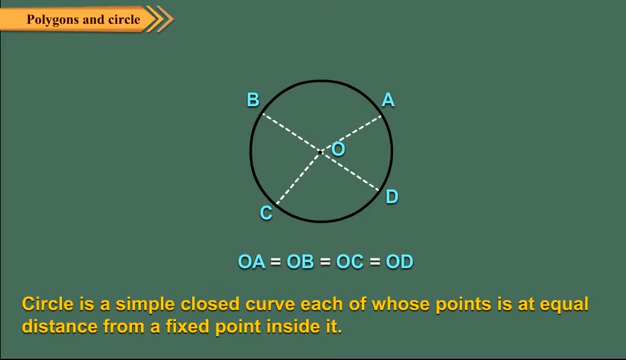 Polygons and circle
B
A
O
D
C
OA = OB = OC = OD
Circle is a simple closed curve each of whose points is at equal
distance from a fixed point inside it.